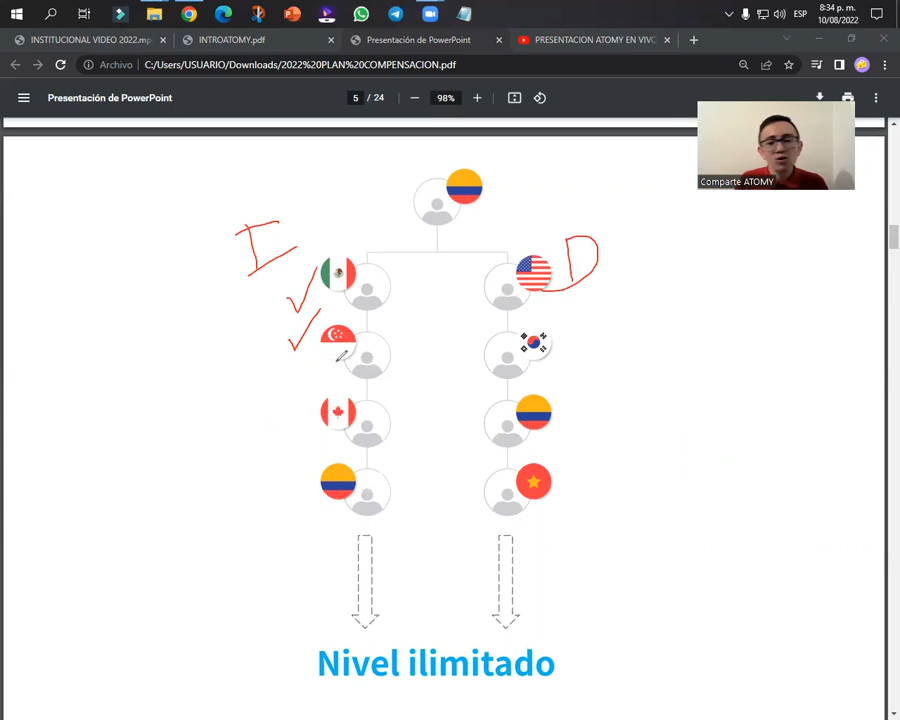 8:34 p. m.
ESP
10/08/2022
INSTITUCIONAL VIDEO 2022.mp
INTROATOMY.pdf
Presentación de PowerPoint
PRESENTACION ATOMY EN VIVO
Archivo
C:/Users/USUARIO/Downloads/2022%20PLAN%20COMPENSACION.pdf
Presentación de PowerPoint
5 / 24
98%
Comparte ATOMY
I
D
Nivel ilimitado